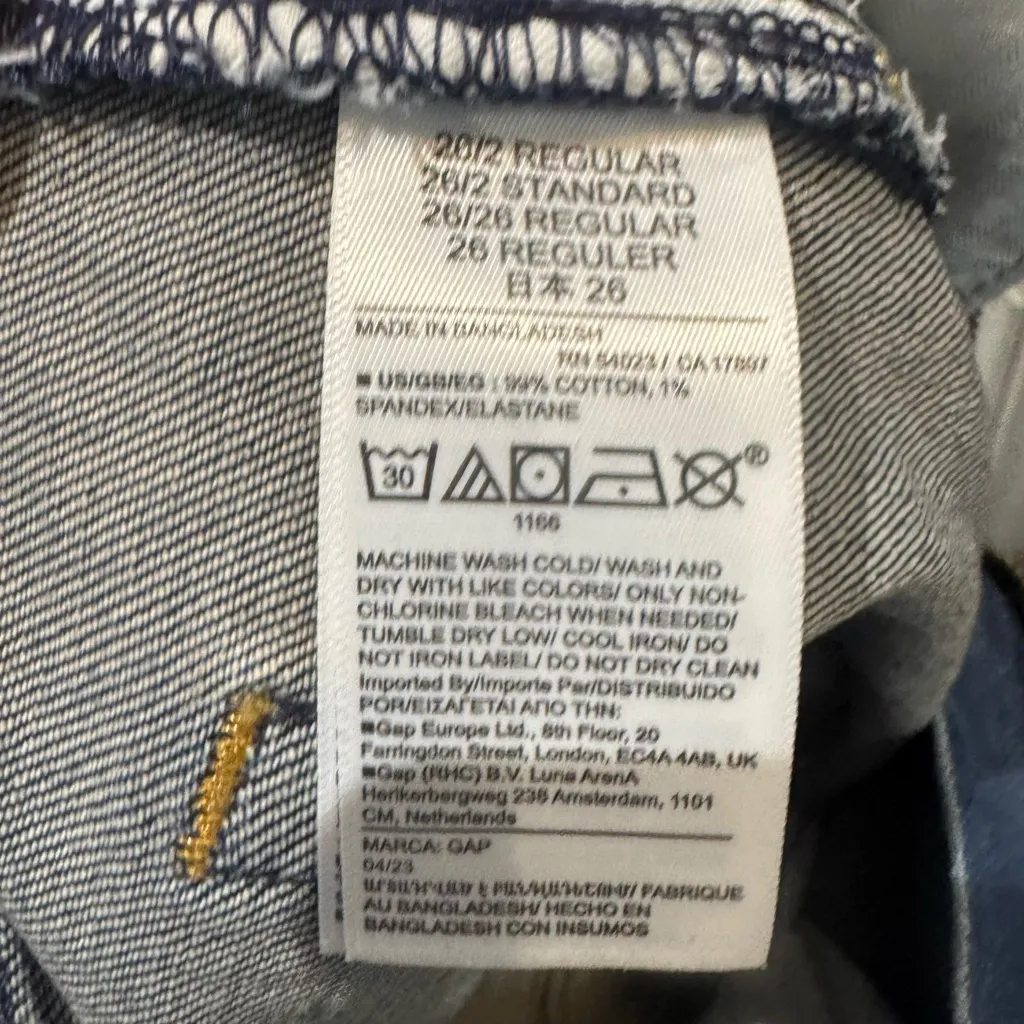 26/2 REGULAR
26/2 STANDARD
26/26 REGULAR
26 REGULER
日本 26
MADE IN BANGLADESH
RN 54023 / CA 17897
US/GB/EG : 99% COTTON, 1%
SPANDEX/ELASTANE
30
®
1166
MACHINE WASH COLD/ WASH AND
DRY WITH LIKE COLORS/ ONLY NON-
CHLORINE BLEACH WHEN NEEDED/
TUMBLE DRY LOW/ COOL IRON/ DO
NOT IRON LABEL/ DO NOT DRY CLEAN
Imported By/Importe Par/DISTRIBUIDO
POR/ΕΙΣΑΓΕΤΑΙ ΑΠΟ ΤΗΝ:
Gap Europe Ltd., 8th Floor, 20
Farringdon Street, London, EC4A 4AB, UK
Gap (RHC) B.V. Luna ArenA
Herikerbergweg 238 Amsterdam, 1101
CM, Netherlands
MARCA: GAP
04/23
FABRIQUE
AU BANGLADESH/ HECHO EN
BANGLADESH CON INSUMOS